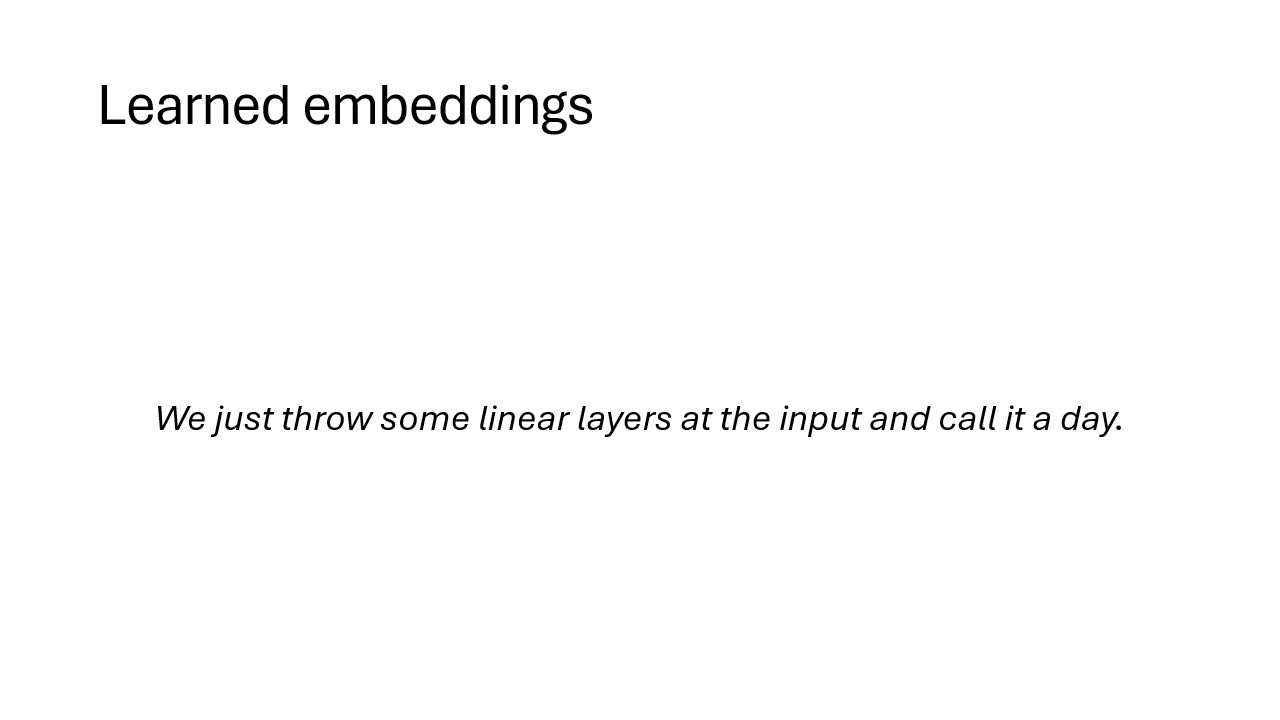 Learned embeddings
We just throw some linear layers at the input and call it a day.